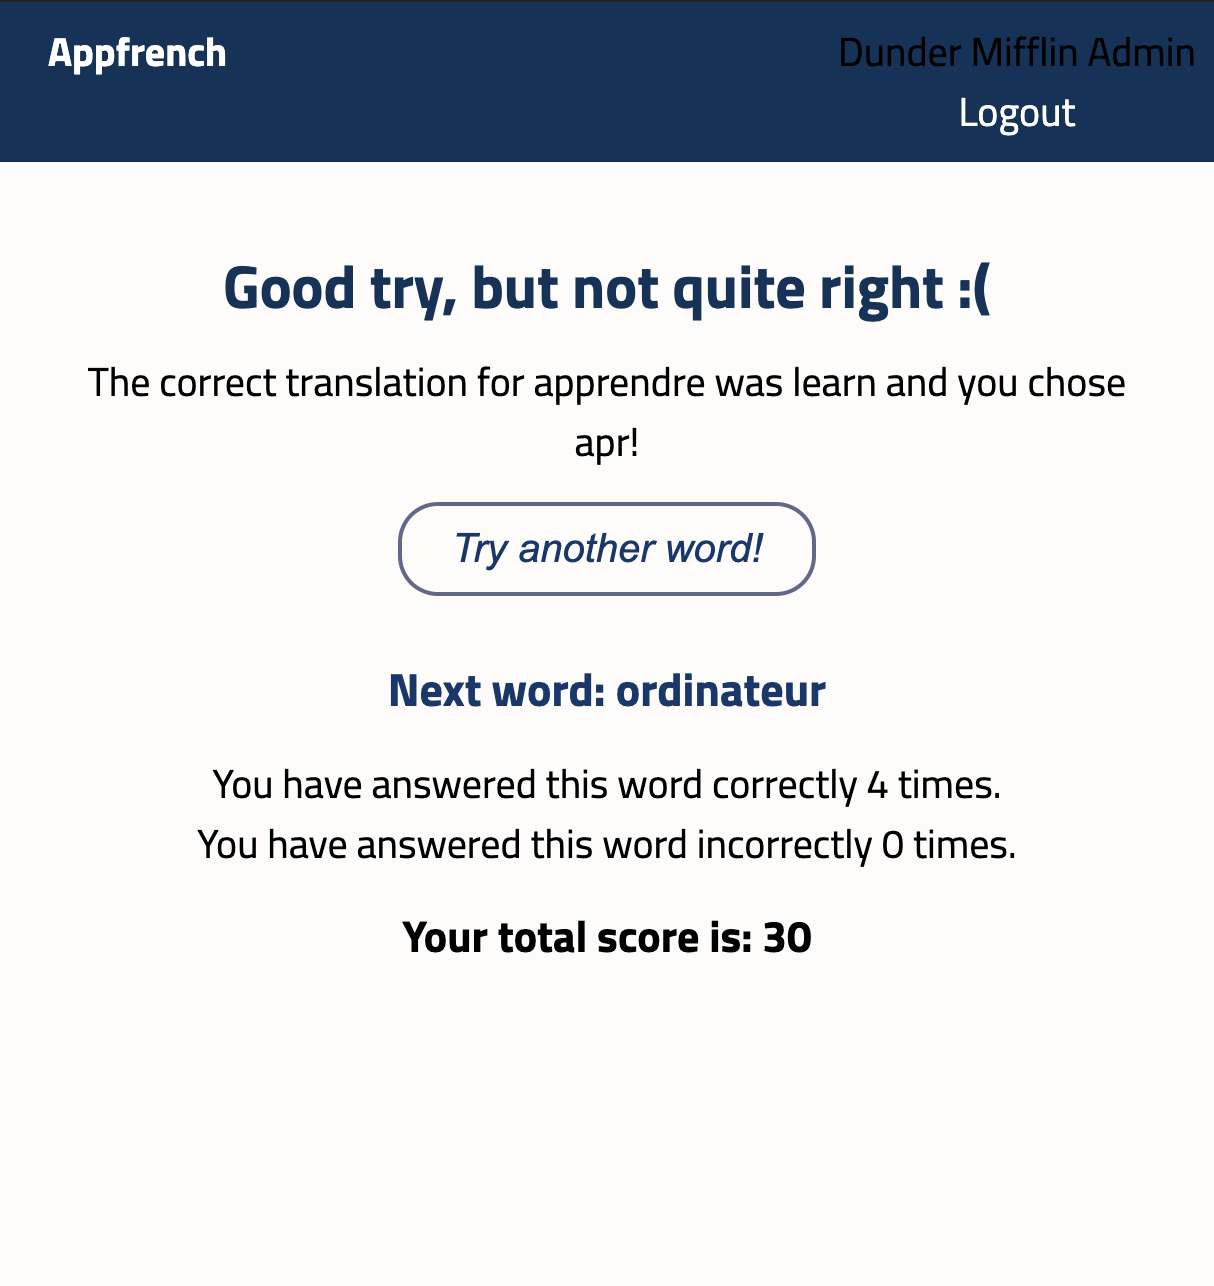 Appfrench
Dunder Mifflin Admin
Logout
Good try, but not quite right :(
The correct translation for apprendre was learn and you chose
apr!
Try another word!
Next word: ordinateur
You have answered this word correctly 4 times.
You have answered this word incorrectly 0 times.
Your total score is: 30